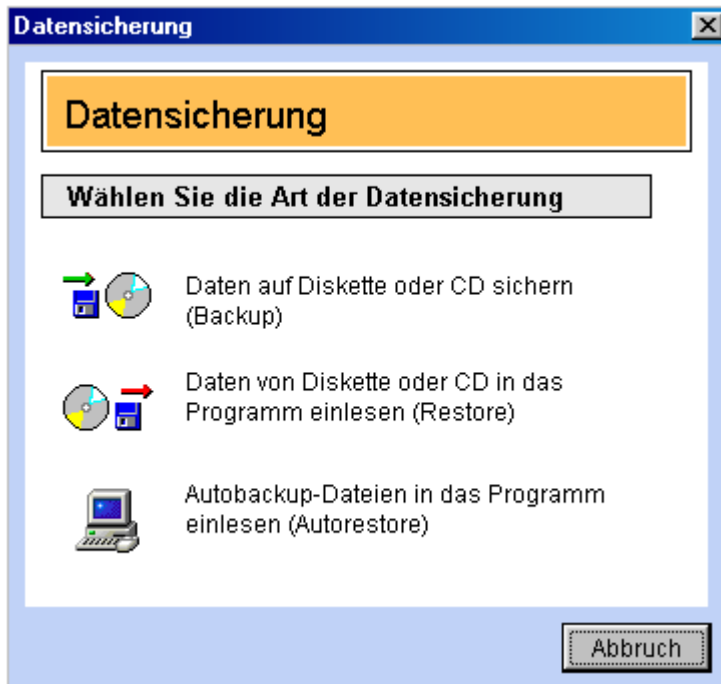 Datensicherung
Datensicherung
Wählen Sie die Art der Datensicherung
Daten auf Diskette oder CD sichern
(Backup)
Daten von Diskette oder CD in das
Programm einlesen (Restore)
Autobackup-Dateien in das Programm
einlesen (Autorestore)
Abbruch